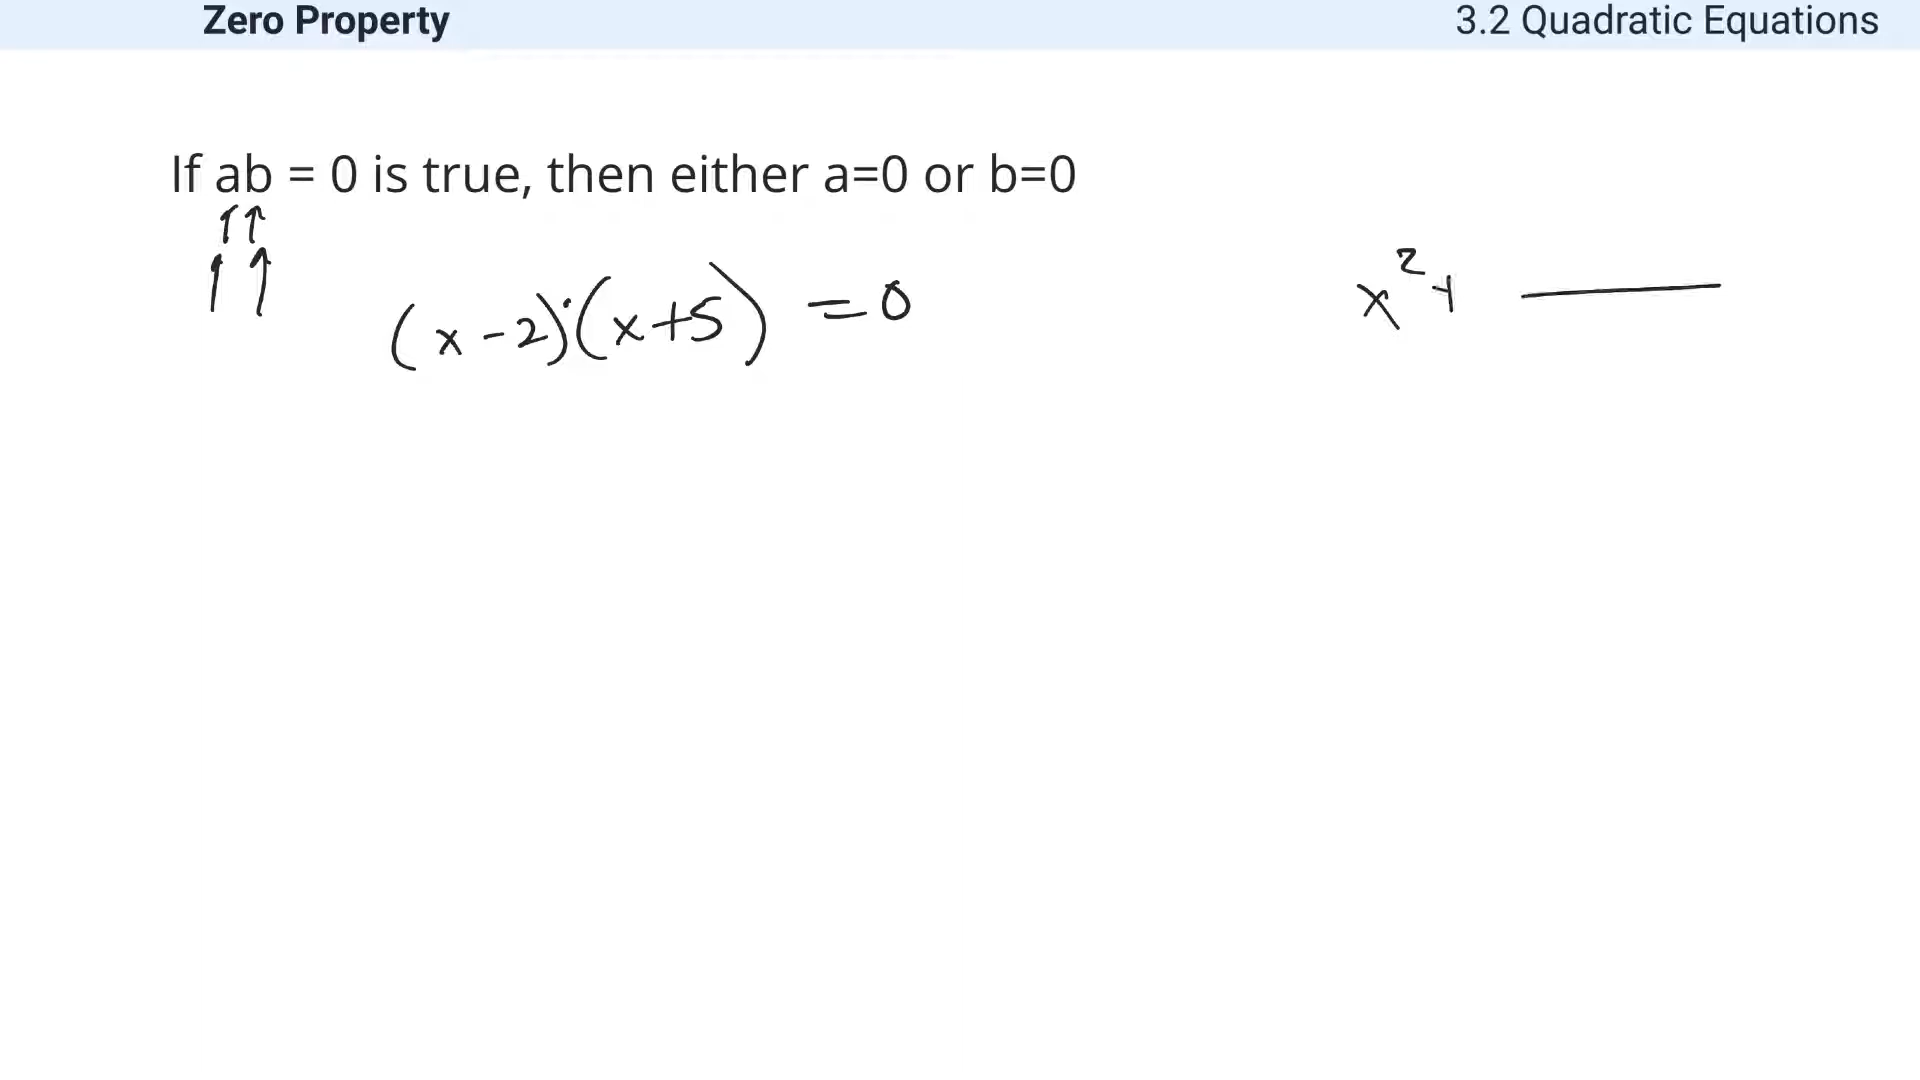 Zero Property
3.2 Quadratic Equations
If ab = 0 is true, then either a=0 or b=0
(x-2)·(x+5) = 0
x²+